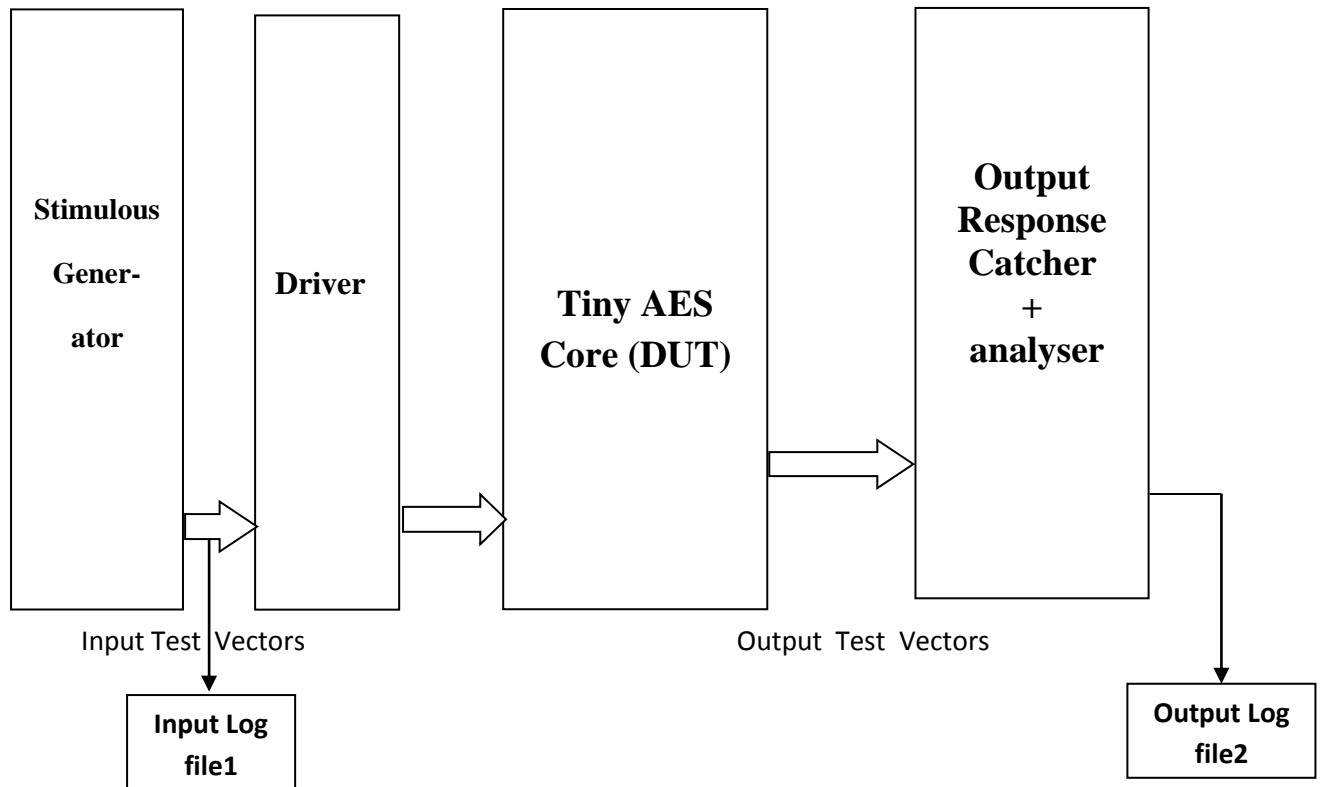 Stimulous
Gener-
ator
Driver
Tiny AES
Core (DUT)
Output
Response
Catcher
+
analyser
Input Test Vectors
Output Test Vectors
Input Log
file1
Output Log
file2